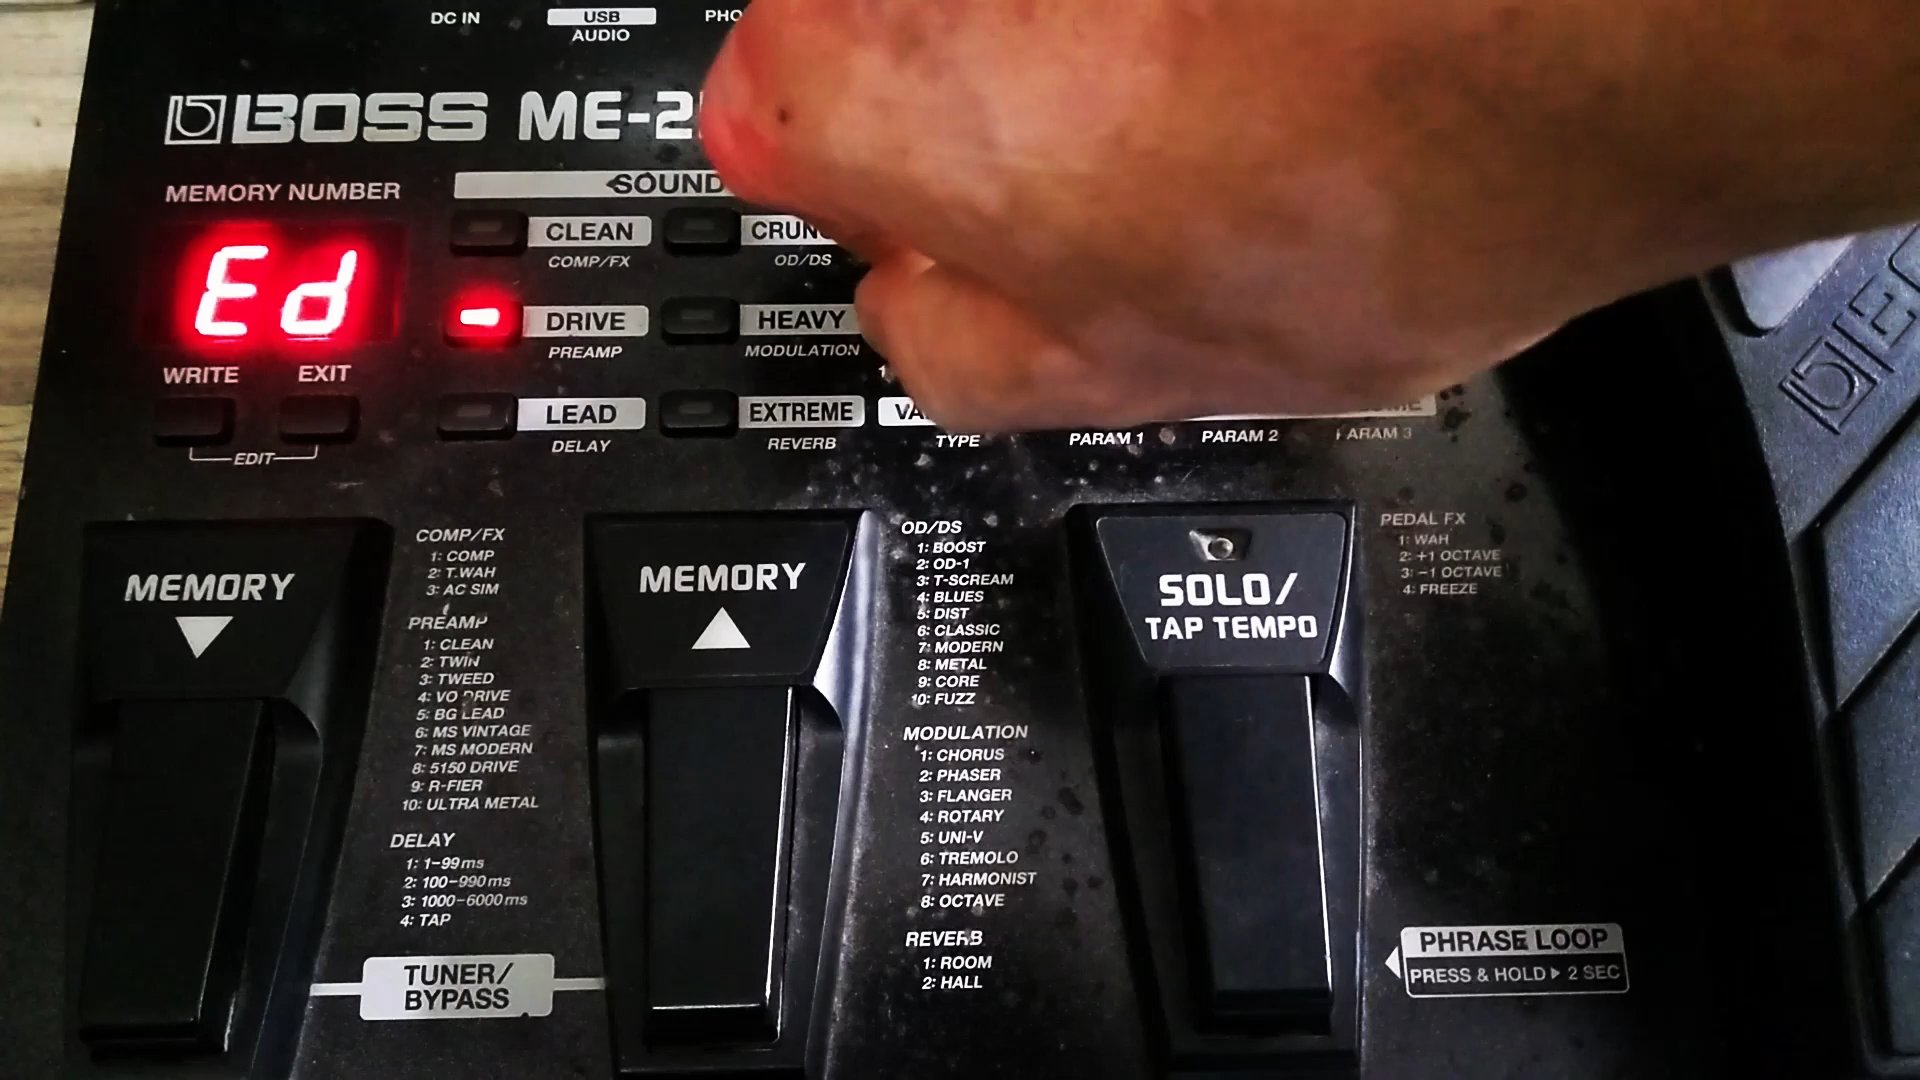 DC IN
USB
AUDIO
BOSS ME-2
MEMORY NUMBER
SOUND
Ed
CLEAN
COMP/FX
OD/DS
DRIVE
PREAMP
HEAVY
MODULATION
WRITE
EXIT
EDIT
LEAD
DELAY
EXTREME
REVERB
TYPE
PARAM 1
PARAM 2
PARAM 3
MEMORY
COMP/FX
1: COMP
2: T.WAH
3: AC SIM
PREAMP
1: CLEAN
2: TWIN
3: TWEED
4: VO DRIVE
5: BG LEAD
6: MS VINTAGE
7: MS MODERN
8: 5150 DRIVE
9: R-FIER
10: ULTRA METAL
DELAY
1: 1-99ms
2: 100-990ms
3: 1000-6000ms
4: TAP
TUNER/
BYPASS
MEMORY
OD/DS
1: BOOST
2: OD-1
3: T-SCREAM
4: BLUES
5: DIST
6: CLASSIC
7: MODERN
8: METAL
9: CORE
10: FUZZ
MODULATION
1: CHORUS
2: PHASER
3: FLANGER
4: ROTARY
5: UNI-V
6: TREMOLO
7: HARMONIST
8: OCTAVE
REVERB
1: ROOM
2: HALL
SOLO/
TAP TEMPO
PEDAL FX
1: WAH
2: +1 OCTAVE
3: -1 OCTAVE
4: FREEZE
PHRASE LOOP
PRESS & HOLD ▶ 2 SEC